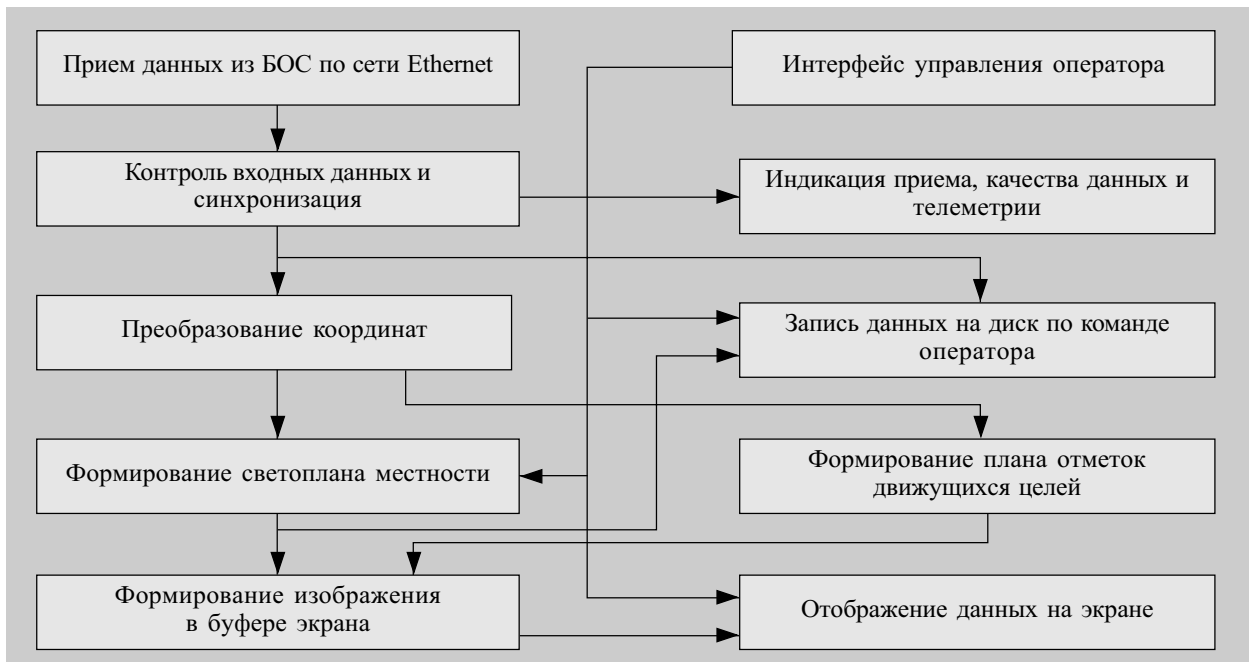 Прием данных из БОС по сети Ethernet
Интерфейс управления оператора
Контроль входных данных и
синхронизация
Индикация приема, качества данных и
телеметрии
Преобразование координат
Запись данных на диск по команде
оператора
Формирование светоплана местности
Формирование плана отметок
движущихся целей
Формирование изображения
в буфере экрана
Отображение данных на экране